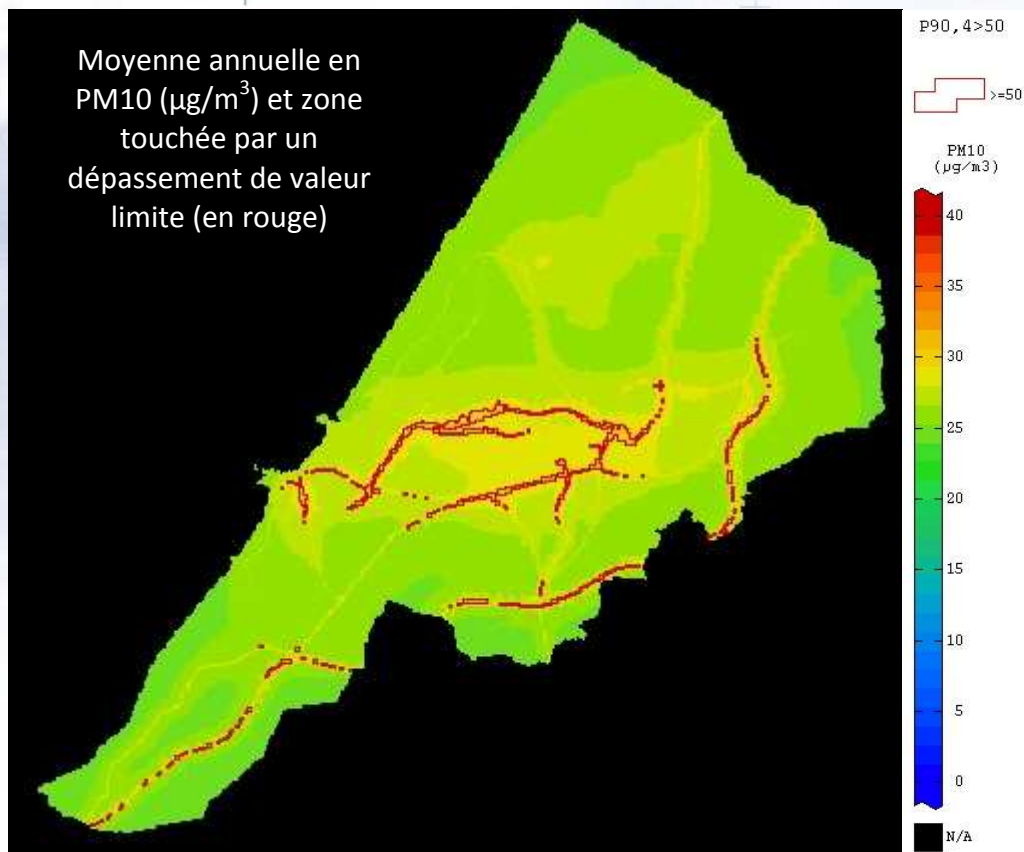 Moyenne annuelle en
PM10 (µg/m³) et zone
touchée par un
dépassement de valeur
limite (en rouge)
P90,4>50
>=50
PM10
(µg/m3)
40
35
30
25
20
15
10
5
0
N/A